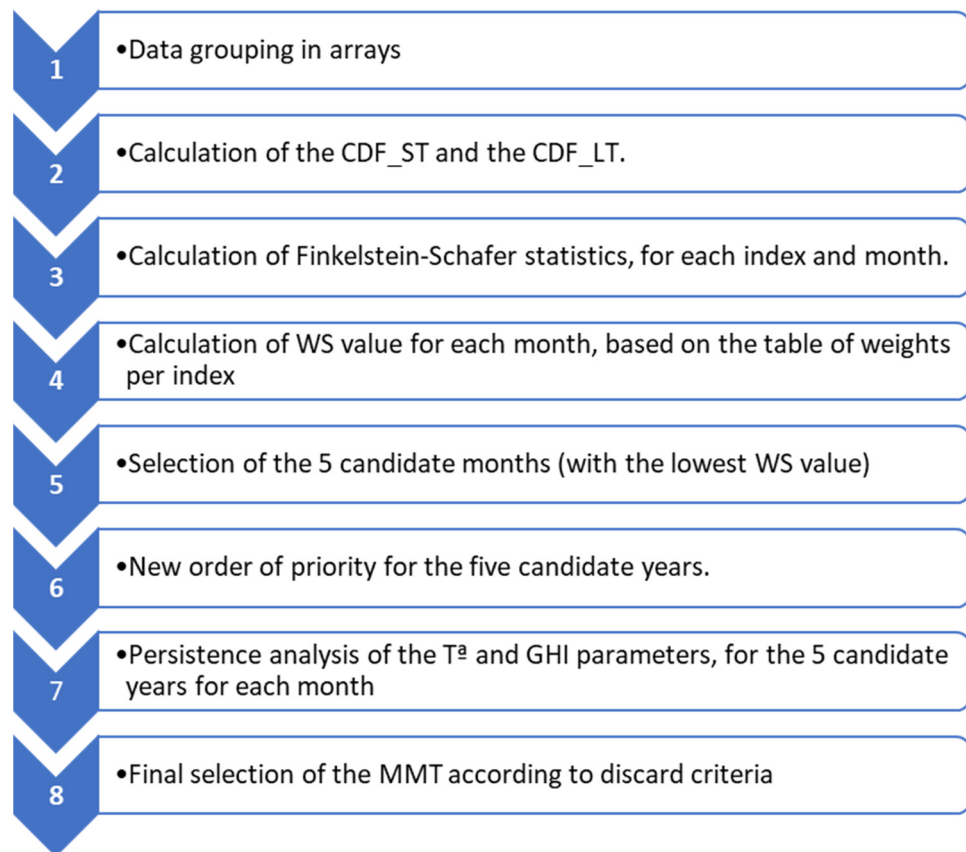 1
•Data grouping in arrays
2
•Calculation of the CDF_ST and the CDF_LT.
3
•Calculation of Finkelstein-Schafer statistics, for each index and month.
4
•Calculation of WS value for each month, based on the table of weights
per index
5
•Selection of the 5 candidate months (with the lowest WS value)
6
•New order of priority for the five candidate years.
7
•Persistence analysis of the Tª and GHI parameters, for the 5 candidate
years for each month
8
•Final selection of the MMT according to discard criteria